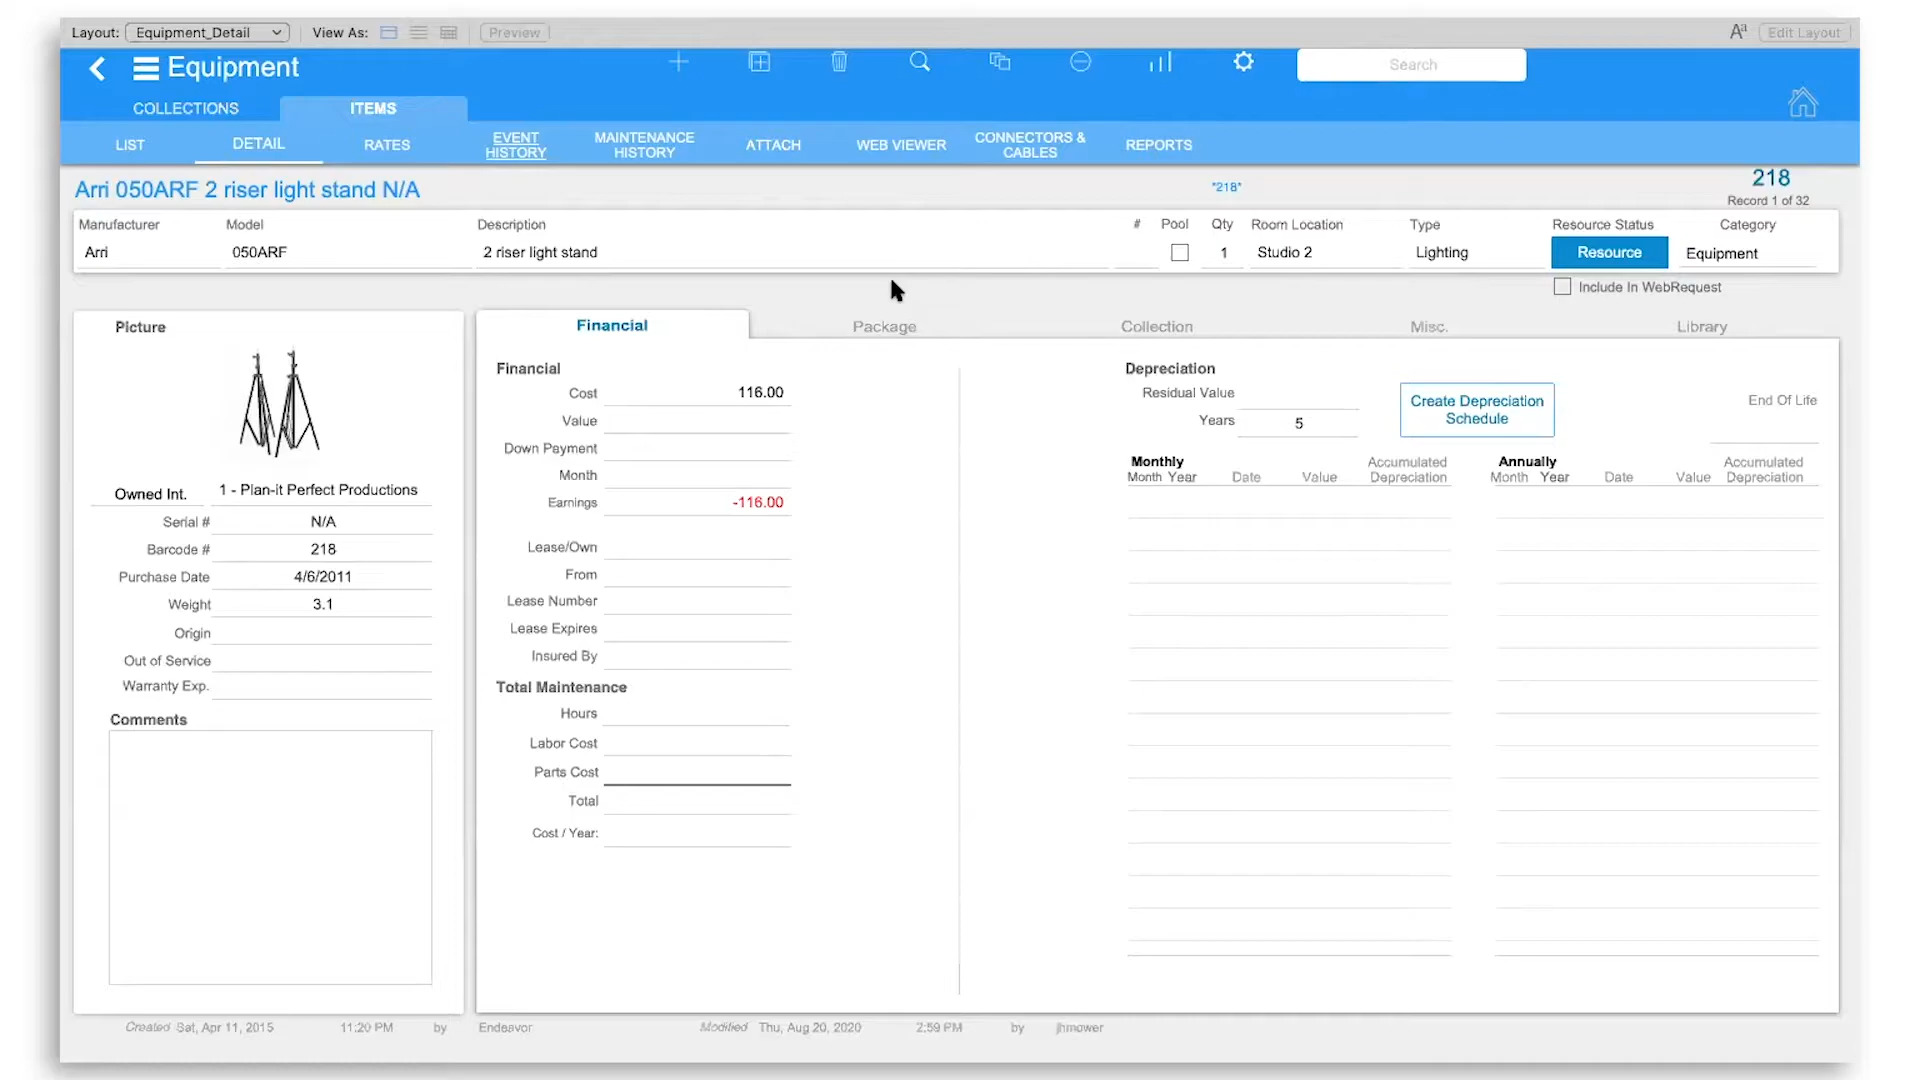 Layout: Equipment_Detail View As: Preview Aa Edit Layout
Equipment Search
COLLECTIONS ITEMS
LIST DETAIL RATES EVENT HISTORY MAINTENANCE HISTORY ATTACH WEB VIEWER CONNECTORS & CABLES REPORTS
Arri 050ARF 2 riser light stand N/A *218* 218
Record 1 of 32
Manufacturer Model Description # Pool Qty Room Location Type Resource Status Category
Arri 050ARF 2 riser light stand 1 Studio 2 Lighting Resource Equipment
Include In WebRequest
Picture
Owned Int. 1 - Plan-it Perfect Productions
Serial # N/A
Barcode # 218
Purchase Date 4/6/2011
Weight 3.1
Origin
Out of Service
Warranty Exp.
Comments
Financial Package Collection Misc. Library
Financial
Cost 116.00
Value
Down Payment
Month
Earnings -116.00
Lease/Own
From
Lease Number
Lease Expires
Insured By
Total Maintenance
Hours
Labor Cost
Parts Cost
Total
Cost / Year:
Depreciation
Residual Value
Years 5
Create Depreciation
Schedule
End Of Life
Monthly
Month Year Date Value Accumulated Depreciation
Annually
Month Year Date Value Accumulated Depreciation
Created Sat, Apr 11, 2015 11:20 PM by Endeavor Modified Thu, Aug 20, 2020 2:59 PM by jhmower